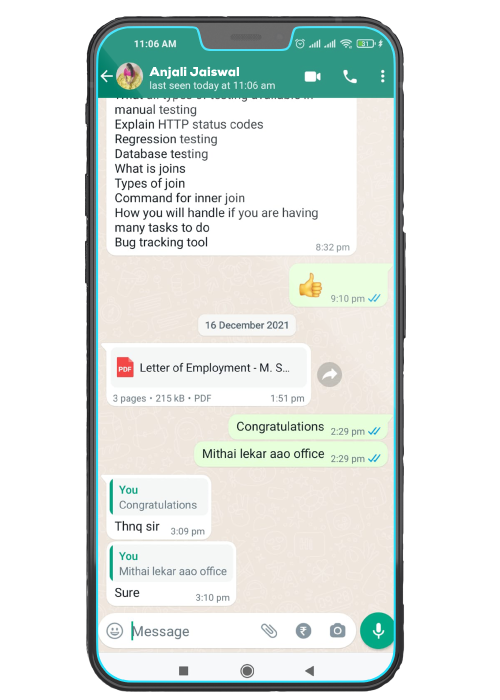 11:06 AM
81
Anjali Jaiswal
last seen today at 11:06 am
manual testing
Explain HTTP status codes
Regression testing
Database testing
What is joins
Types of join
Command for inner join
How you will handle if you are having
many tasks to do
Bug tracking tool
8:32 pm
9:10 pm
16 December 2021
PDF
Letter of Employment - M. S...
3 pages • 215 kB • PDF
1:51 pm
Congratulations
2:29 pm
Mithai lekar aao office
2:29 pm
You
Congratulations
Thnq sir
3:09 pm
You
Mithai lekar aao office
Sure
3:10 pm
Message
₹